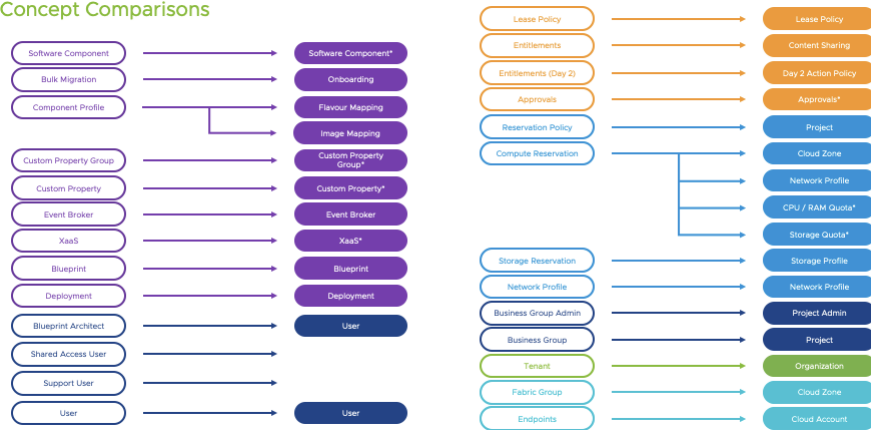 Concept Comparisons
Software Component
Software Component*
Bulk Migration
Onboarding
Component Profile
Flavour Mapping
Image Mapping
Custom Property Group
Custom Property
Group*
Custom Property
Custom Property*
Event Broker
Event Broker
XaaS
XaaS*
Blueprint
Blueprint
Deployment
Deployment
Blueprint Architect
User
Shared Access User
Support User
User
User
Lease Policy
Lease Policy
Entitlements
Content Sharing
Entitlements (Day 2)
Day 2 Action Policy
Approvals
Approvals*
Reservation Policy
Project
Compute Reservation
Cloud Zone
Network Profile
CPU / RAM Quota*
Storage Quota*
Storage Reservation
Storage Profile
Network Profile
Network Profile
Business Group Admin
Project Admin
Business Group
Project
Tenant
Organization
Fabric Group
Cloud Zone
Endpoints
Cloud Account